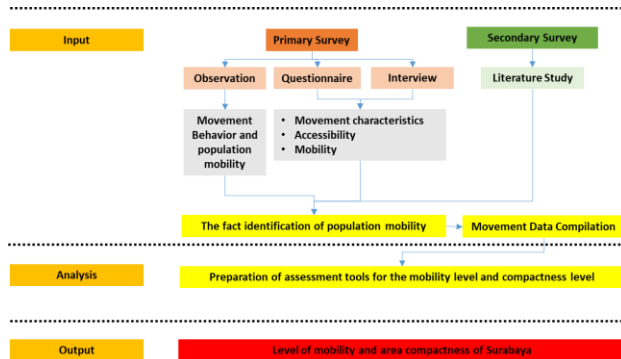 Input
Primary Survey
Secondary Survey
Observation
Questionnaire
Interview
Literature Study
Movement
Behavior and
population
mobility
• Movement characteristics
• Accessibility
• Mobility
The fact identification of population mobility
Movement Data Compilation
Analysis
Preparation of assessment tools for the mobility level and compactness level
Output
Level of mobility and area compactness of Surabaya